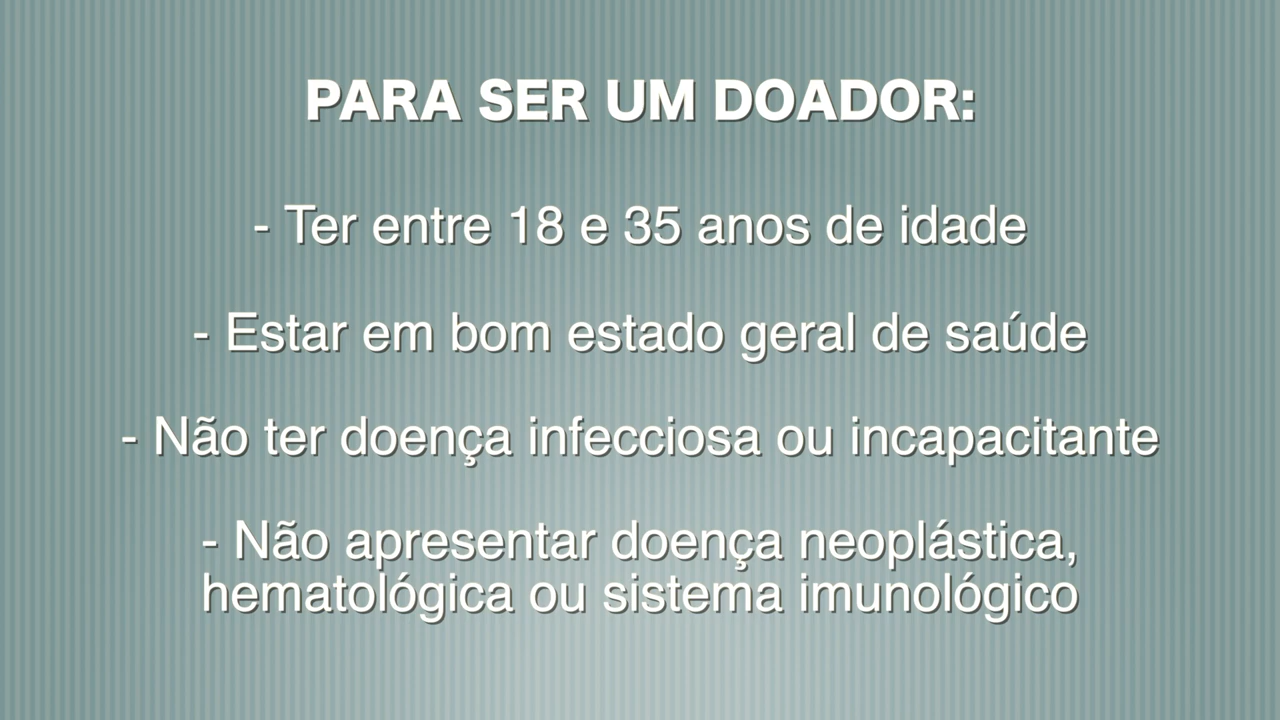 PARA SER UM DOADOR:
- Ter entre 18 e 35 anos de idade
- Estar em bom estado geral de saúde
- Não ter doença infecciosa ou incapacitante
- Não apresentar doença neoplástica,
hematológica ou sistema imunológico